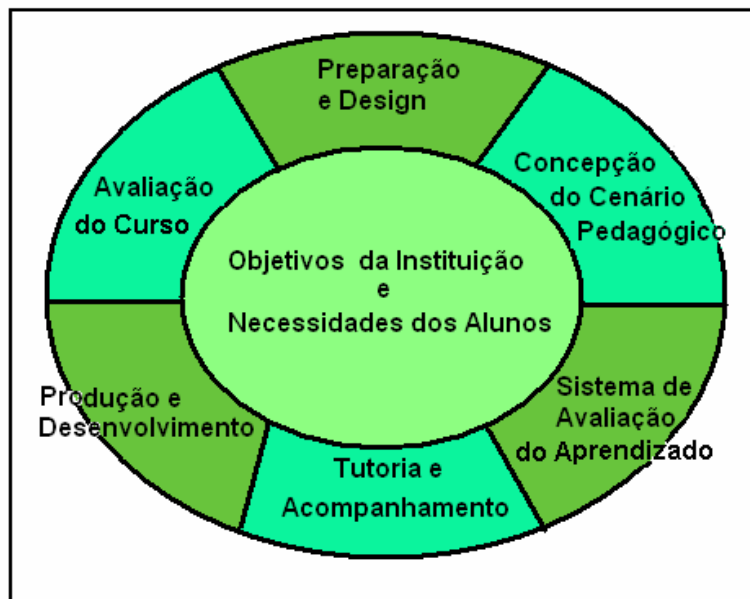 Preparação
e Design
Concepção
do Cenário
Pedagógico
Avaliação
do Curso
Objetivos da Instituição
e
Necessidades dos Alunos
Produção e
Desenvolvimento
Sistema de
Avaliação
do Aprendizado
Tutoria e
Acompanhamento